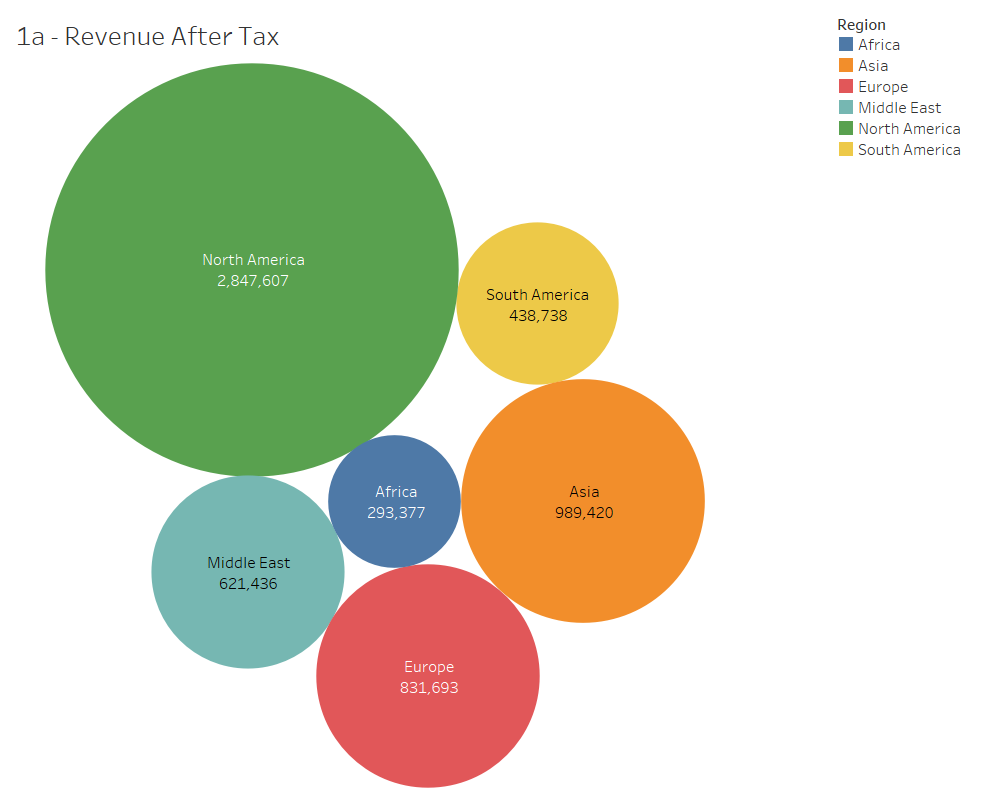 1a - Revenue After Tax
Region
Africa
Asia
Europe
Middle East
North America
South America
North America
2,847,607
South America
438,738
Africa
293,377
Asia
989,420
Middle East
621,436
Europe
831,693